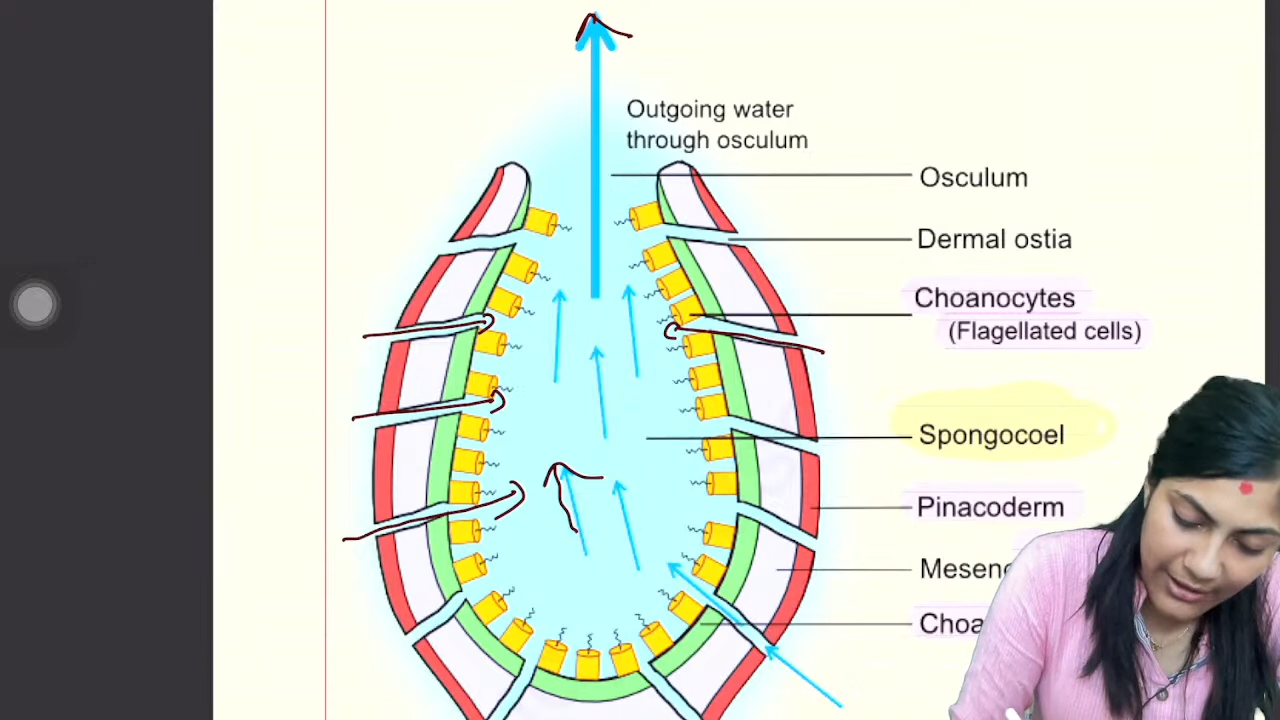 Outgoing water
through osculum
Osculum
Dermal ostia
Choanocytes
(Flagellated cells)
Spongocoel
Pinacoderm